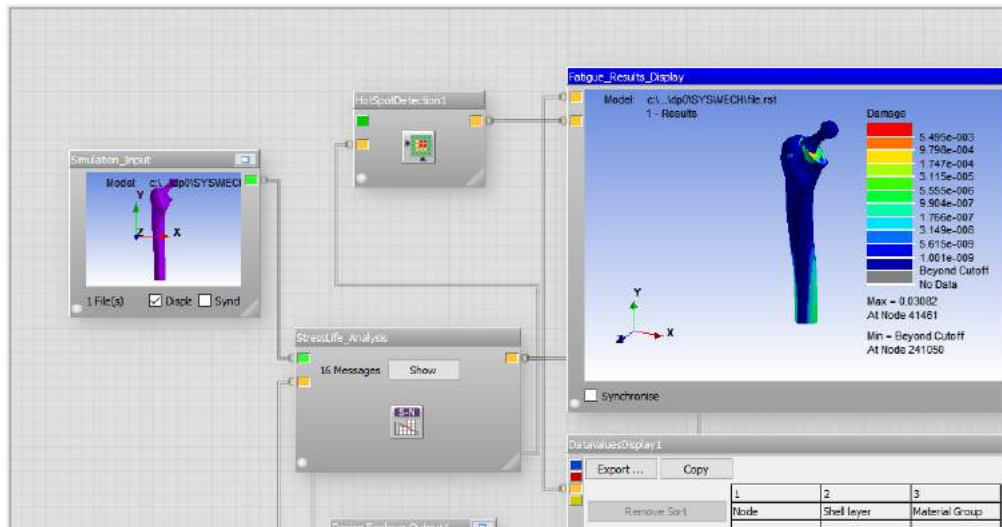 Fatigue_Results_Display
Model: c:\...\dp0\SYS\MECH\file.rst
1 - Results
Damage
5.495e-003
9.798e-004
1.747e-004
3.115e-005
5.555e-006
9.904e-007
1.766e-007
3.149e-008
5.615e-009
1.001e-009
Beyond Cutoff
No Data
Max = 0.03082
At Node 41461
Min = Beyond Cutoff
At Node 241050
Y
X
Z
Synchronise
HotSpotDetection1
Simulation_Input
Model: c:\...\dp0\SYS\MEC
Y
Z
X
1 File(s)
Displa
Synd
StressLife_Analysis
16 Messages
Show
S-N
DataValuesDisplay1
Export ...
Copy
Remove Sort
1 2 3
Node Shell layer Material Group